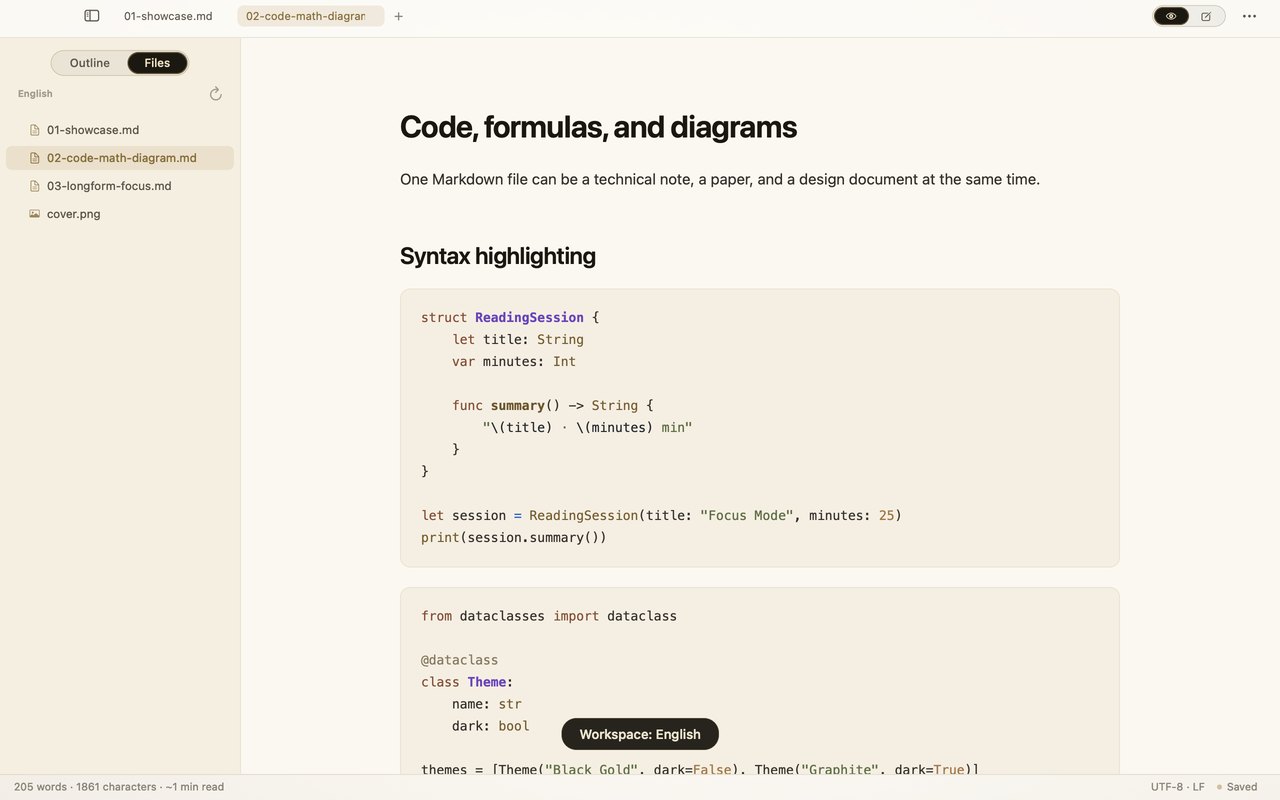 01-showcase.md
02-code-math-diagran
Outline
Files
English
01-showcase.md
02-code-math-diagram.md
03-longform-focus.md
cover.png
Code, formulas, and diagrams
One Markdown file can be a technical note, a paper, and a design document at the same time.
Syntax highlighting
struct ReadingSession {
    let title: String
    var minutes: Int
    func summary() -> String {
        "\(title) · \(minutes) min"
    }
}
let session = ReadingSession(title: "Focus Mode", minutes: 25)
print(session.summary())
from dataclasses import dataclass
@dataclass
class Theme:
    name: str
    dark: bool
themes = [Theme("Black Gold", dark=False), Theme("Graphite", dark=True)]
Workspace: English
205 words · 1861 characters · ~1 min read
UTF-8 · LF
Saved